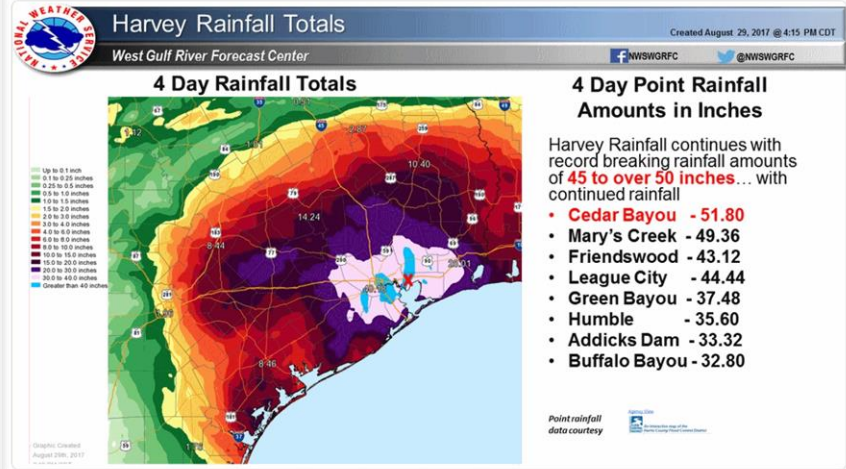 NATIONAL WEATHER SERVICE
Harvey Rainfall Totals
Created August 29, 2017 @ 4:15 PM CDT
West Gulf River Forecast Center
NWSWGRFC
@NWSWGRFC
4 Day Rainfall Totals
Up to 0.1 inch
0.1 to 0.25 inches
0.25 to 0.5 inches
0.5 to 1.0 inches
1.0 to 1.5 inches
1.5 to 2.0 inches
2.0 to 3.0 inches
3.0 to 4.0 inches
4.0 to 6.0 inches
6.0 to 8.0 inches
8.0 to 10.0 inches
10.0 to 15.0 inches
15.0 to 20.0 inches
20.0 to 30.0 inches
30.0 to 40.0 inches
Greater than 40 inches
10.40
14.24
8.44
8.46
Graphic Created
August 29th, 2017
4 Day Point Rainfall
Amounts in Inches
Harvey Rainfall continues with
record breaking rainfall amounts
of 45 to over 50 inches... with
continued rainfall
• Cedar Bayou - 51.80
• Mary's Creek - 49.36
• Friendswood - 43.12
• League City - 44.44
• Green Bayou - 37.48
• Humble - 35.60
• Addicks Dam - 33.32
• Buffalo Bayou - 32.80
Point rainfall
data courtesy